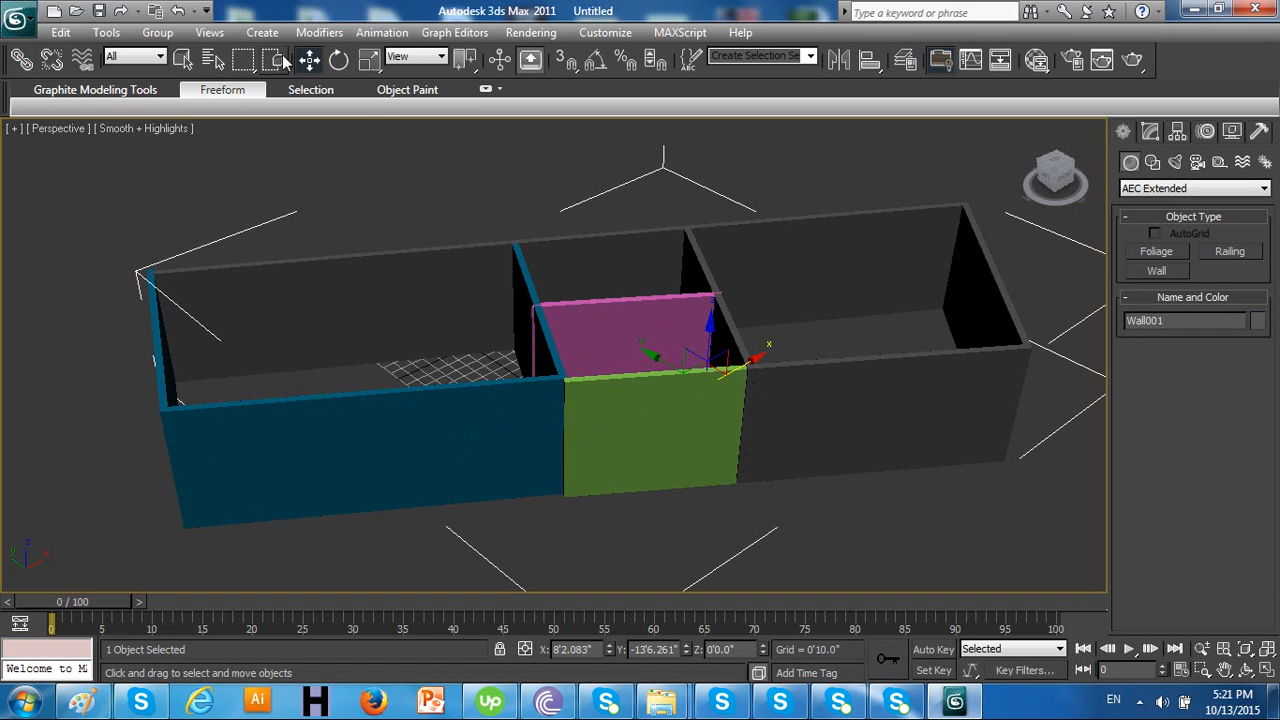 Autodesk 3ds Max 2011 Untitled
Type a keyword or phrase
Edit Tools Group Views Create Modifiers Animation Graph Editors Rendering Customize MAXScript Help
All View 3 Create Selection Se
Graphite Modeling Tools Freeform Selection Object Paint
[ + ] [ Perspective ] [ Smooth + Highlights ]
AEC Extended
- Object Type
AutoGrid
Foliage Railing
Wall
- Name and Color
Wall001
x
y
z
x
y
z
< 0 / 100 >
0 5 10 15 20 25 30 35 40 45 50 55 60 65 70 75 80 85 90 95 100
1 Object Selected X: 8'2.083" Y: -13'6.261" Z: 0'0.0" Grid = 0'10.0" Auto Key Selected
Welcome to M Click and drag to select and move objects Add Time Tag Set Key Key Filters... 0
Ai H P Up S
EN 5:21 PM
10/13/2015